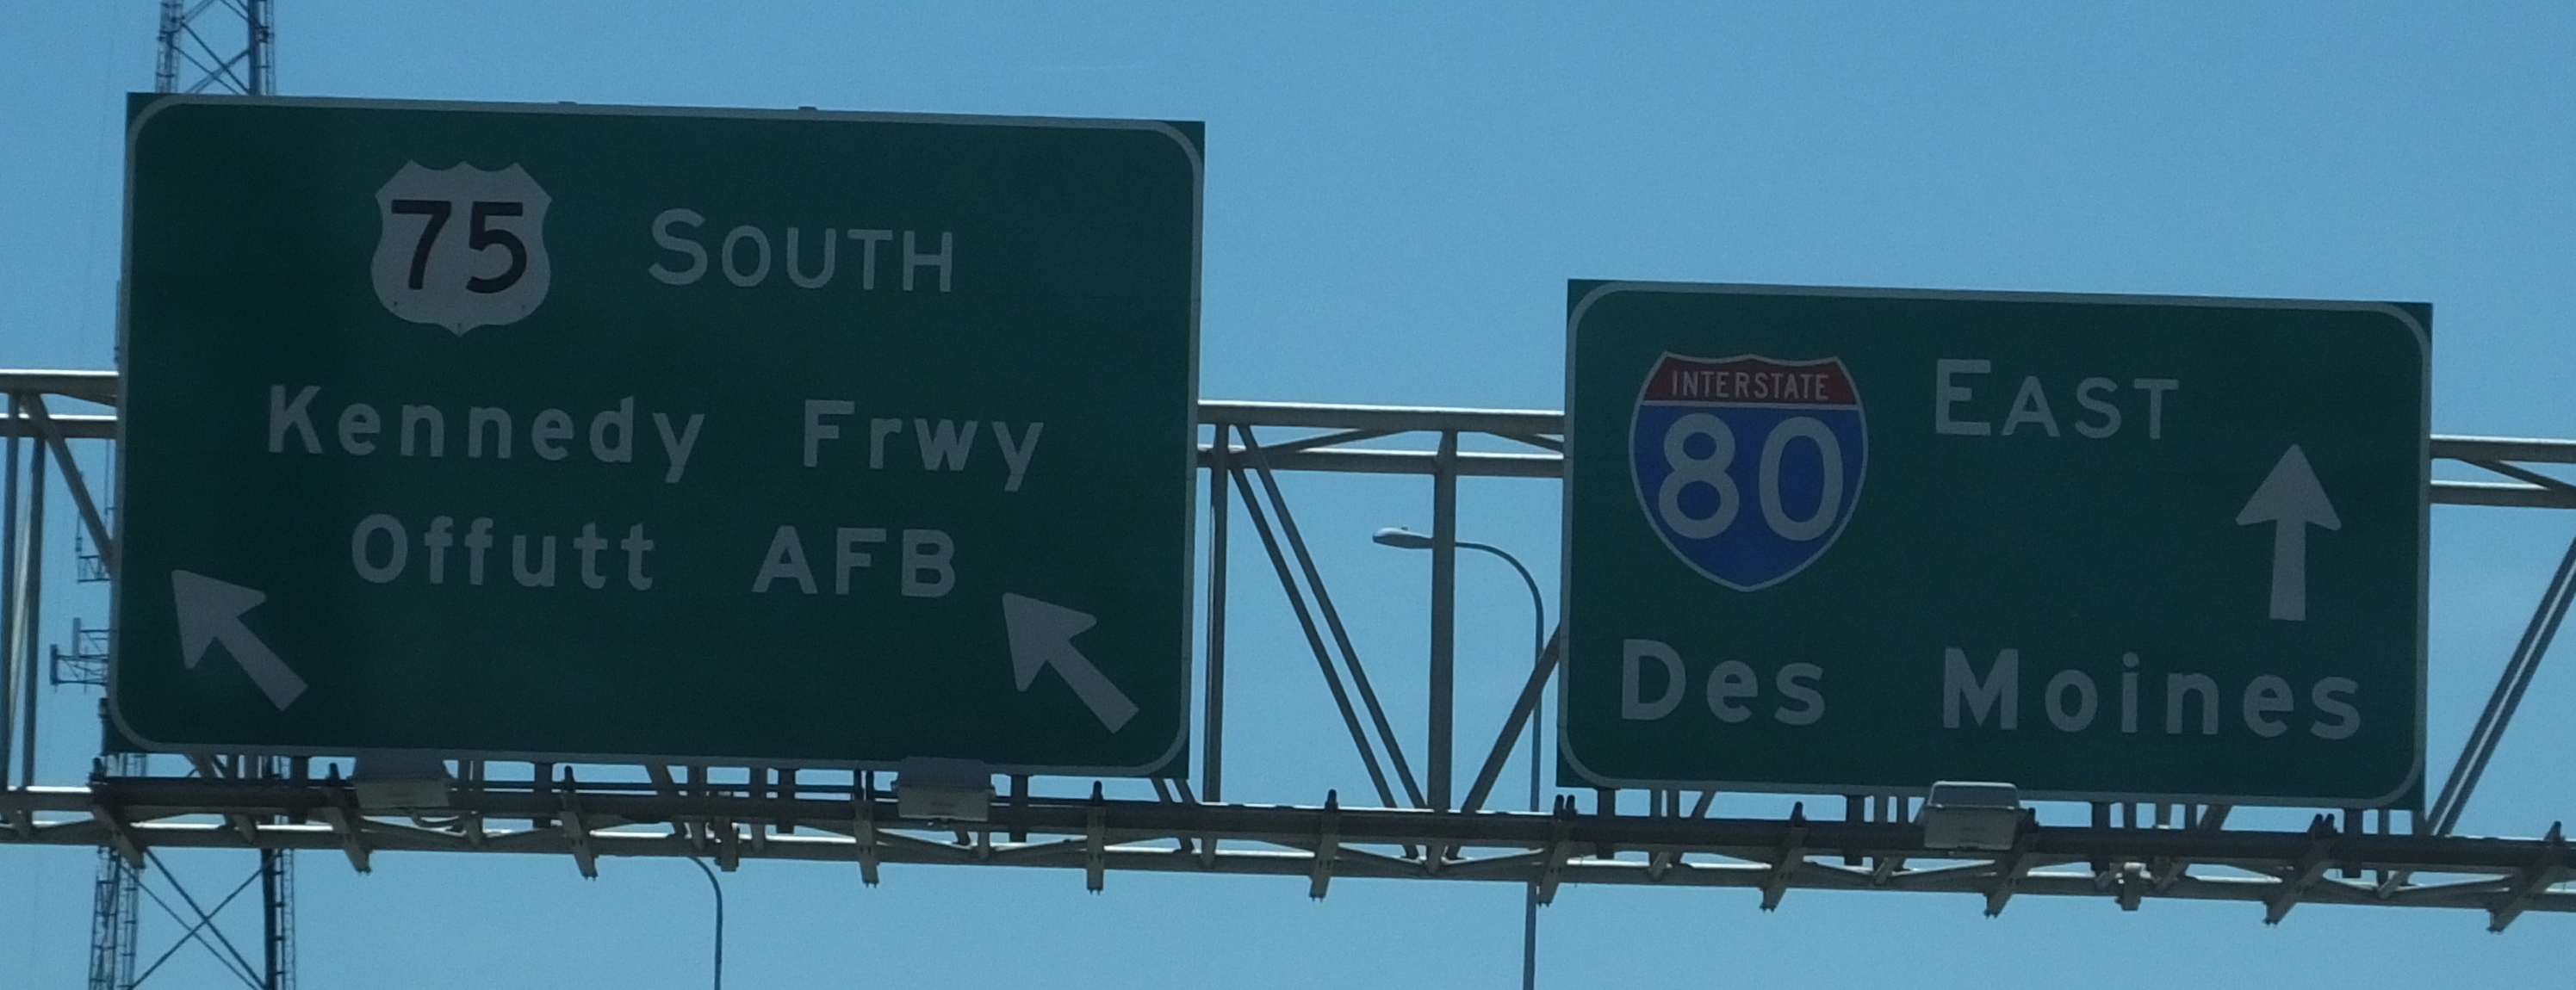 75 SOUTH
Kennedy Frwy
Offutt AFB
INTERSTATE
80 EAST
Des Moines